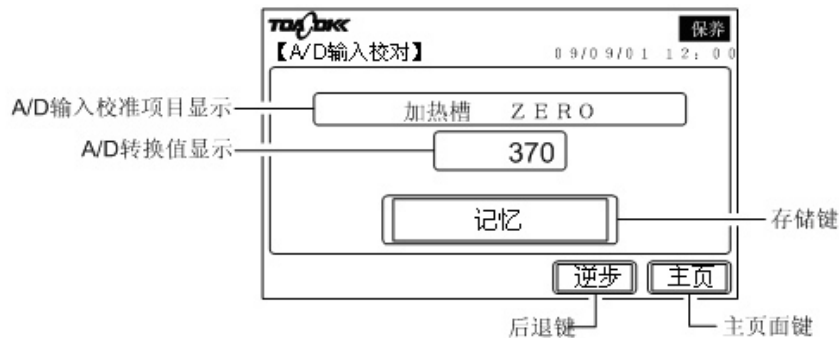 TOADKK
保养
【A/D输入校对】 09/09/01 12:00
A/D输入校准项目显示
加热槽 ZERO
A/D转换值显示
370
记忆
存储键
逆步 主页
后退键
主页面键